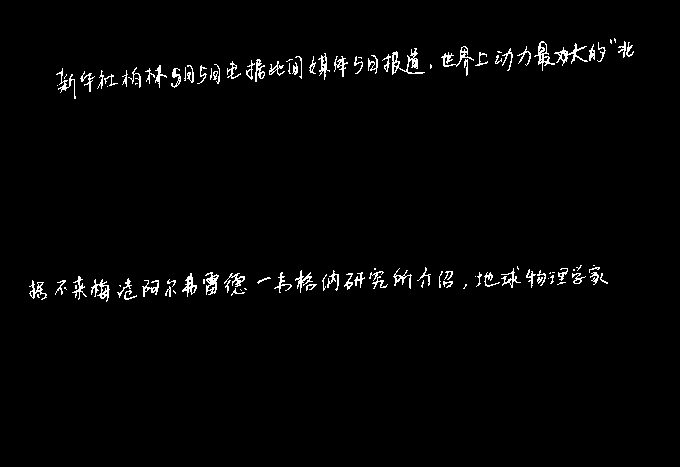 新华社柏林5月5日电据此间媒体5日报道,世界上动力最大的“北
据不来梅港阿尔弗雷德一韦格纳研究所介绍,地球物理学家